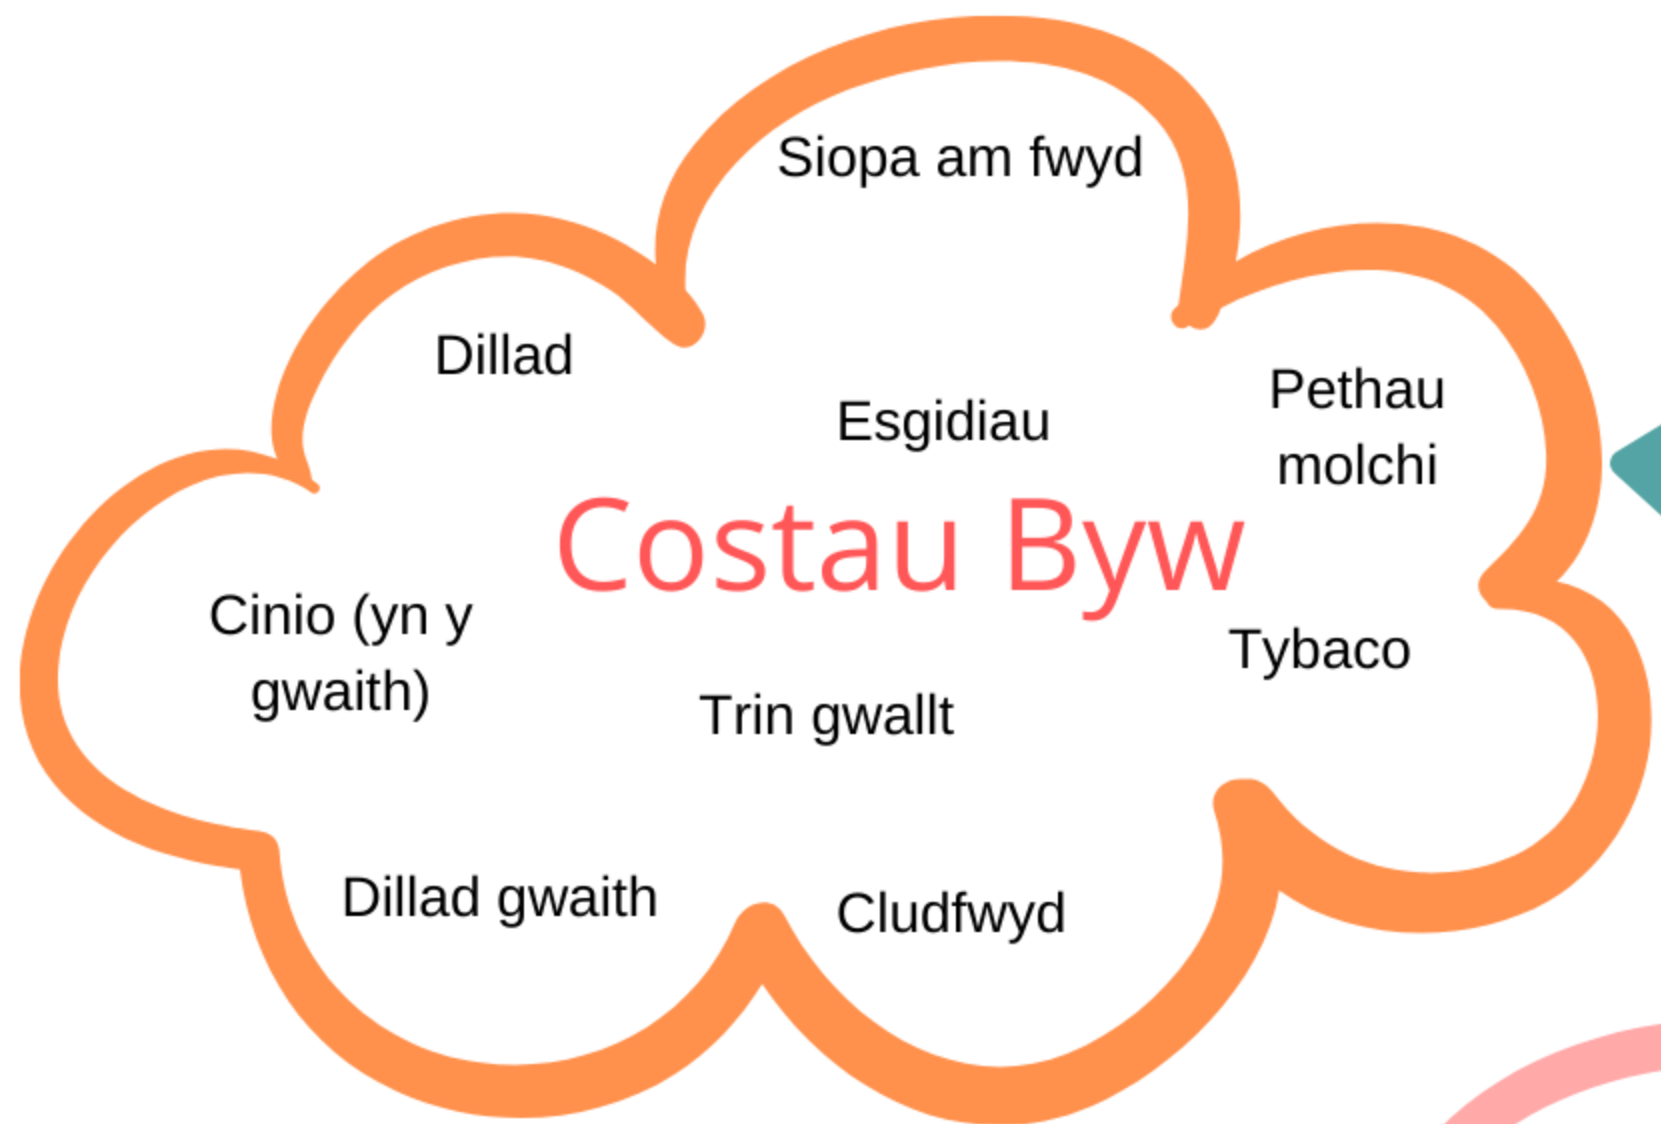 Siopa am fwyd
Dillad
Esgidiau
Pethau
molchi
Costau Byw
Cinio (yn y
gwaith)
Tybaco
Trin gwallt
Dillad gwaith
Cludfwyd